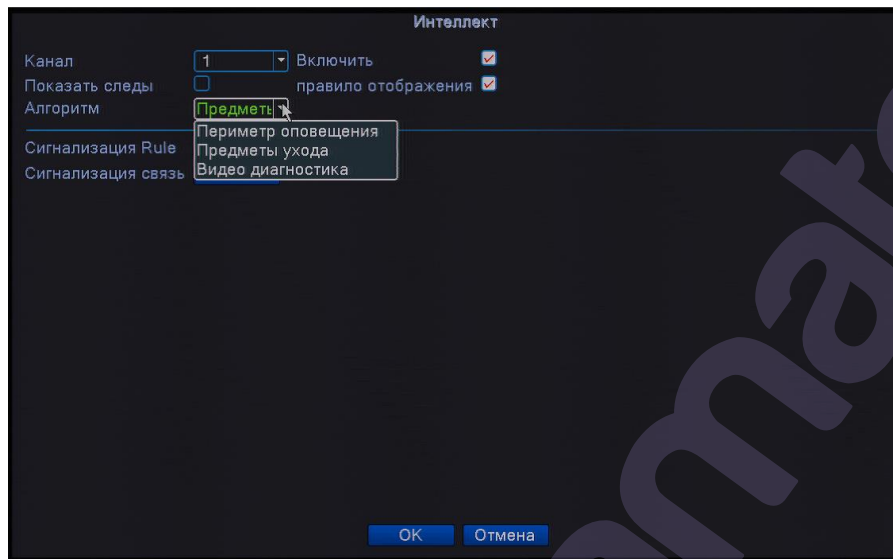 Интеллект
Канал 1 Включить
Показать следы правило отображения
Алгоритм Предметы
Периметр оповещения
Сигнализация Rule Предметы ухода
Сигнализация связь Видео диагностика
OK Отмена